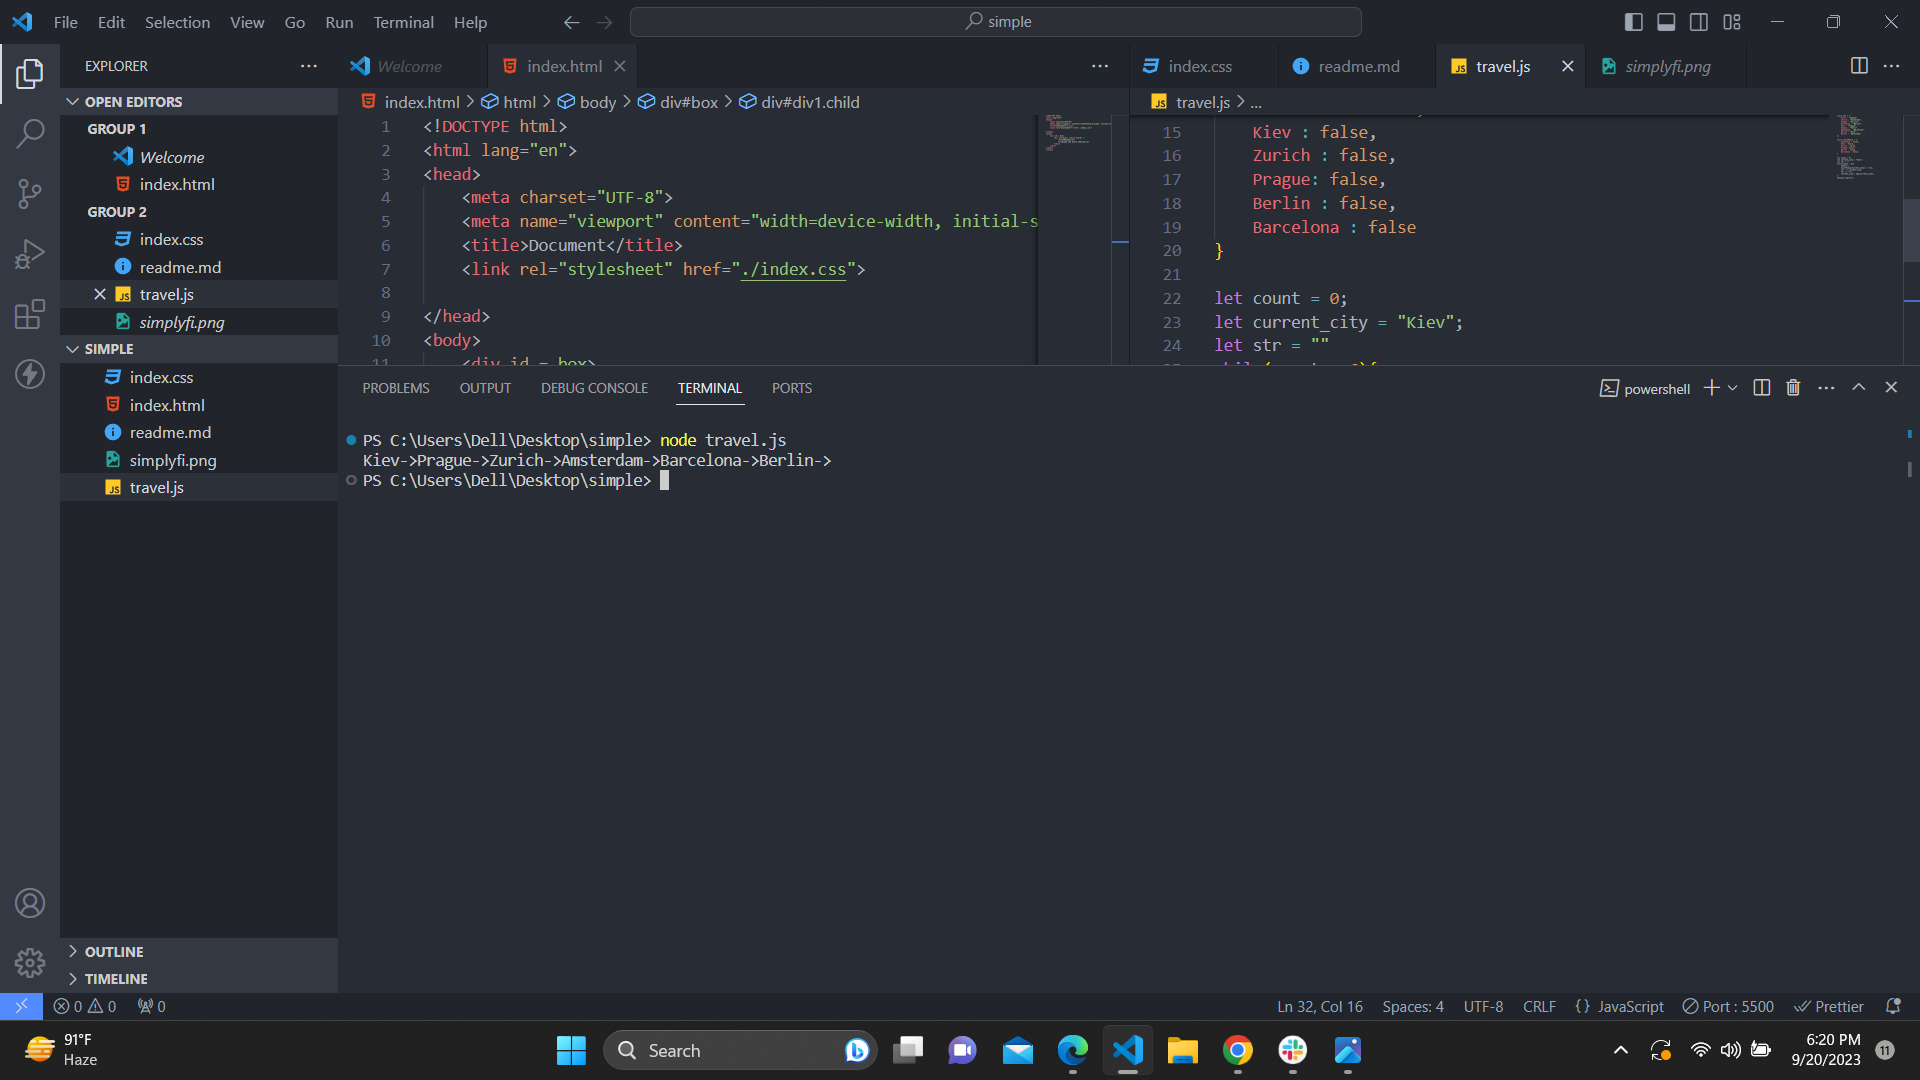 File Edit Selection View Go Run Terminal Help
simple
EXPLORER
OPEN EDITORS
GROUP 1
Welcome
index.html
GROUP 2
index.css
readme.md
travel.js
simplyfi.png
SIMPLE
index.css
index.html
readme.md
simplyfi.png
travel.js
OUTLINE
TIMELINE
Welcome
index.html
index.html > html > body > div#box > div#div1.child
1 <!DOCTYPE html>
2 <html lang="en">
3 <head>
4 <meta charset="UTF-8">
5 <meta name="viewport" content="width=device-width, initial-s
6 <title>Document</title>
7 <link rel="stylesheet" href="./index.css">
8
9 </head>
10 <body>
11 <div id = box>
index.css
readme.md
travel.js
simplyfi.png
travel.js > ...
15 Kiev : false,
16 Zurich : false,
17 Prague: false,
18 Berlin : false,
19 Barcelona : false
20 }
21
22 let count = 0;
23 let current_city = "Kiev";
24 let str = ""
PROBLEMS OUTPUT DEBUG CONSOLE TERMINAL PORTS
powershell
PS C:\Users\Dell\Desktop\simple> node travel.js
Kiev->Prague->Zurich->Amsterdam->Barcelona->Berlin->
PS C:\Users\Dell\Desktop\simple>
0 0 0
Ln 32, Col 16 Spaces: 4 UTF-8 CRLF {} JavaScript Port : 5500 Prettier
91°F
Haze
Search
6:20 PM
9/20/2023
11